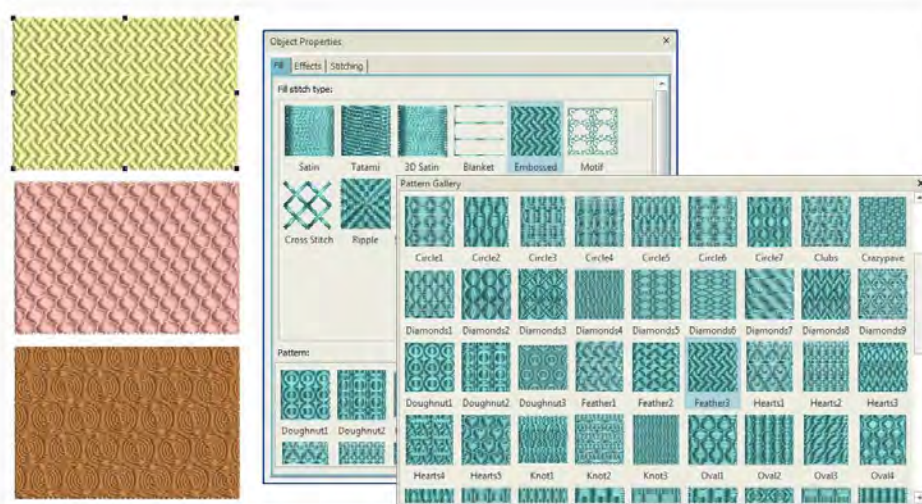 Object Properties
Fill Effects Stitching
Fill stitch type:
Satin Tatami 3D Satin Blanket Embossed Motif
Cross Stitch Ripple
Pattern:
Doughnut1 Doughnut2
Pattern Gallery
Circle1 Circle2 Circle3 Circle4 Circle5 Circle6 Circle7 Clubs Crazypave
Diamonds1 Diamonds2 Diamonds3 Diamonds4 Diamonds5 Diamonds6 Diamonds7 Diamonds8 Diamonds9
Doughnut1 Doughnut2 Doughnut3 Feather1 Feather2 Feather3 Hearts1 Hearts2 Hearts3
Hearts4 Hearts5 Knot1 Knot2 Knot3 Oval1 Oval2 Oval3 Oval4